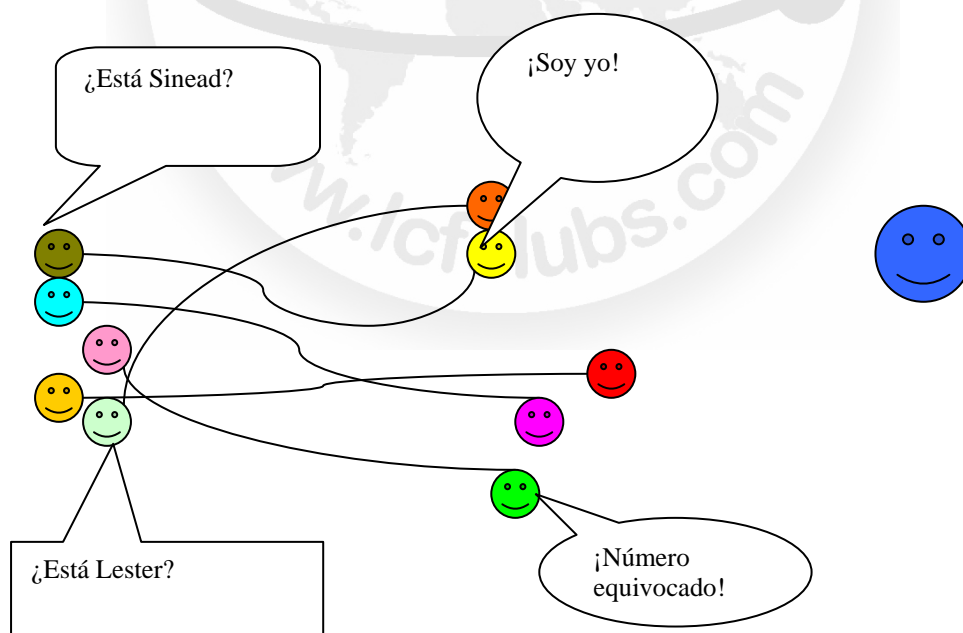 ¿Está Sinead?
¡Soy yo!
www.lcfclubs.com
¿Está Lester?
¡Número
equivocado!